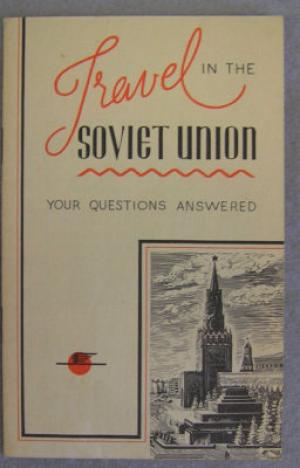 Travel IN THE
SOVIET UNION
YOUR QUESTIONS ANSWERED